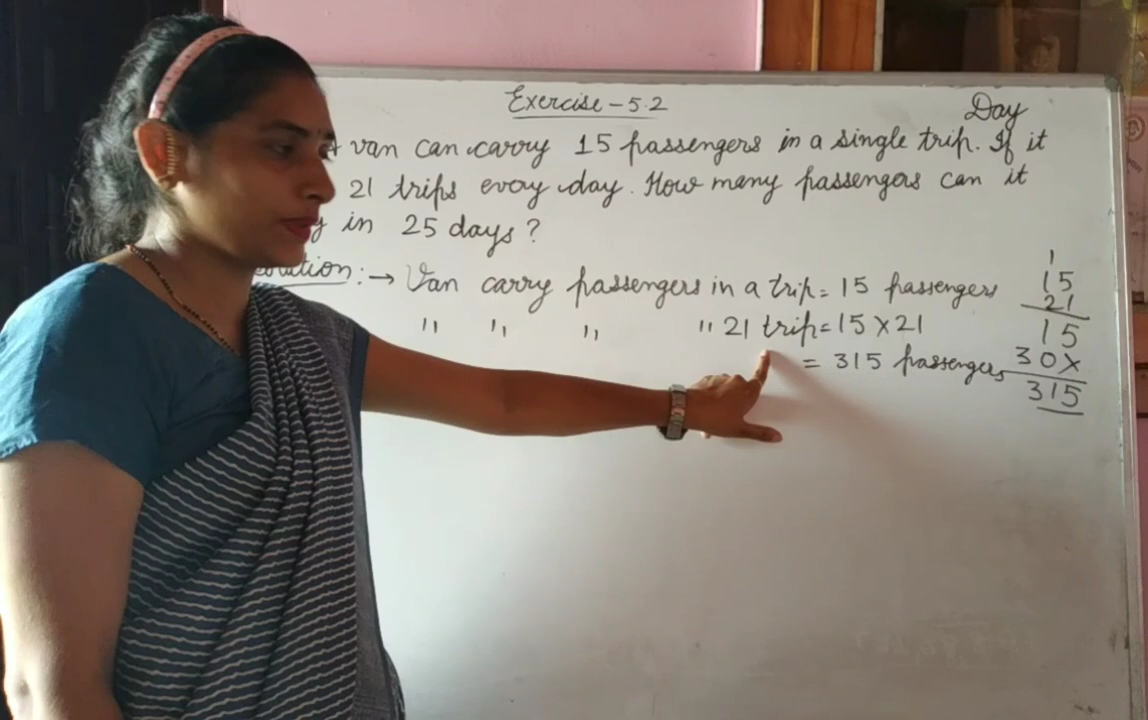 Exercise - 5.2
Day
van can carry 15 passengers in a single trip. If it
21 trips every day. How many passengers can it
in 25 days?
Solution :→ Van carry passengers in a trip = 15 passengers
" " " " 21 trip = 15 × 21
= 315 passengers
1
15
21
15
30×
315